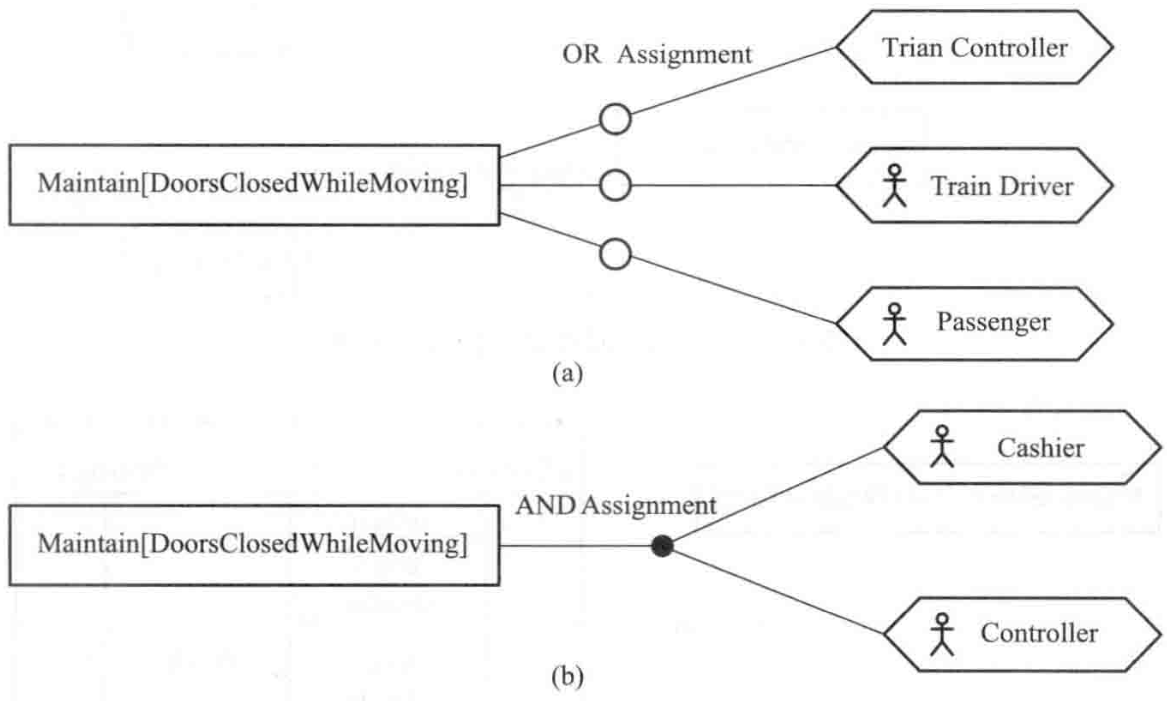 OR Assignment
Trian Controller
Maintain[DoorsClosedWhileMoving]
Train Driver
Passenger
(a)
Cashier
AND Assignment
Maintain[DoorsClosedWhileMoving]
Controller
(b)